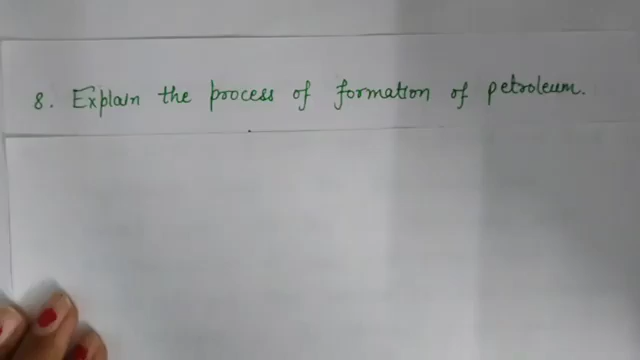 8. Explain the process of formation of petroleum.